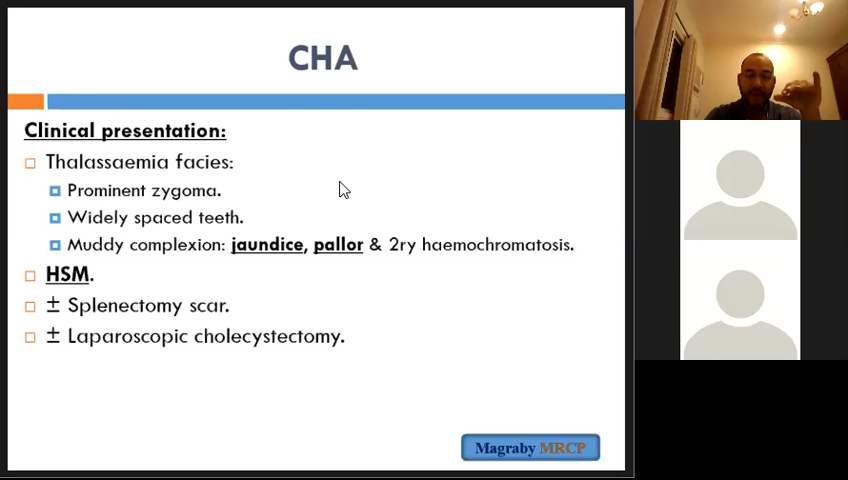 CHA
Clinical presentation:
Thalassaemia facies:
Prominent zygoma.
Widely spaced teeth.
Muddy complexion: jaundice, pallor & 2ry haemochromatosis.
HSM.
± Splenectomy scar.
± Laparoscopic cholecystectomy.
Magraby MRCP